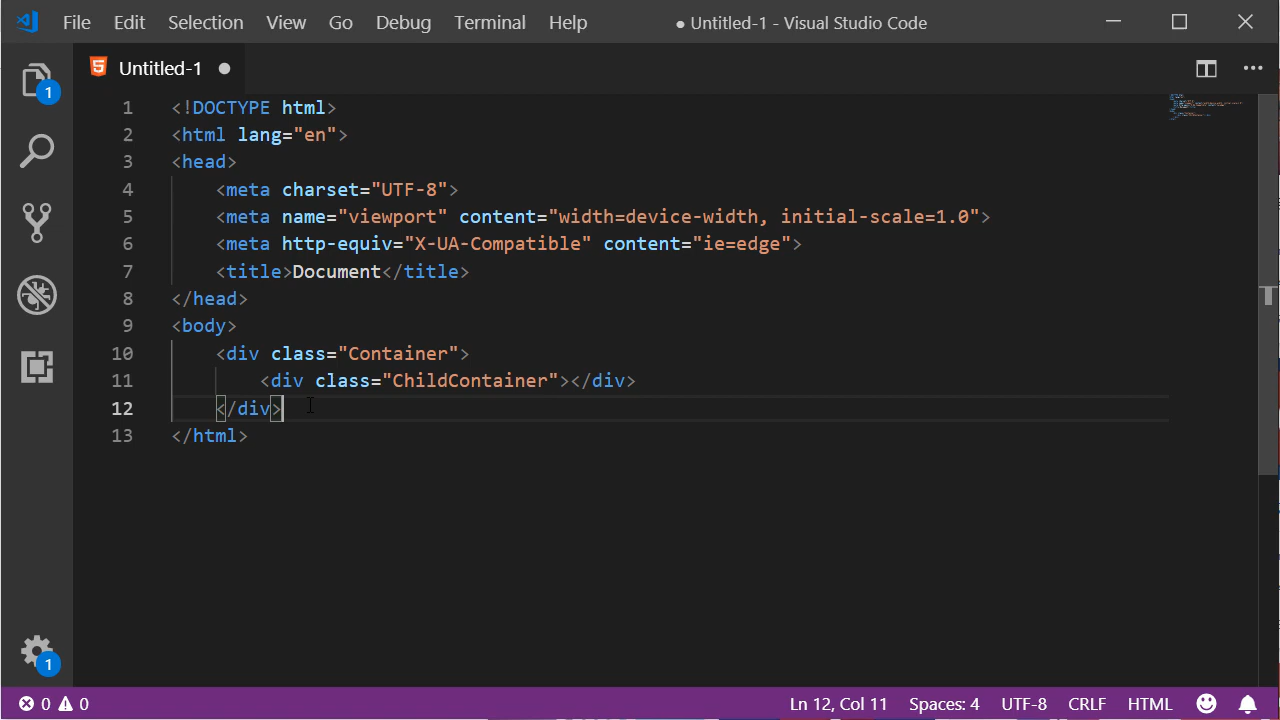 File Edit Selection View Go Debug Terminal Help ● Untitled-1 - Visual Studio Code
Untitled-1
1 <!DOCTYPE html>
2 <html lang="en">
3 <head>
4 <meta charset="UTF-8">
5 <meta name="viewport" content="width=device-width, initial-scale=1.0">
6 <meta http-equiv="X-UA-Compatible" content="ie=edge">
7 <title>Document</title>
8 </head>
9 <body>
10 <div class="Container">
11 <div class="ChildContainer"></div>
12 </div>
13 </html>
1
1
0 0 Ln 12, Col 11 Spaces: 4 UTF-8 CRLF HTML